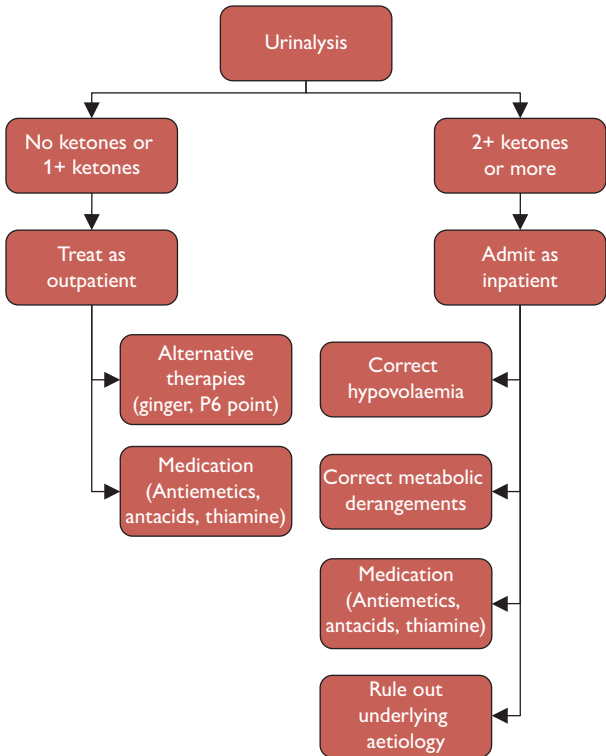 Urinalysis
No ketones or
1+ ketones
2+ ketones
or more
Treat as
outpatient
Admit as
inpatient
Alternative
therapies
(ginger, P6 point)
Correct
hypovolaemia
Medication
(Antiemetics,
antacids, thiamine)
Correct metabolic
derangements
Medication
(Antiemetics,
antacids, thiamine)
Rule out
underlying
aetiology